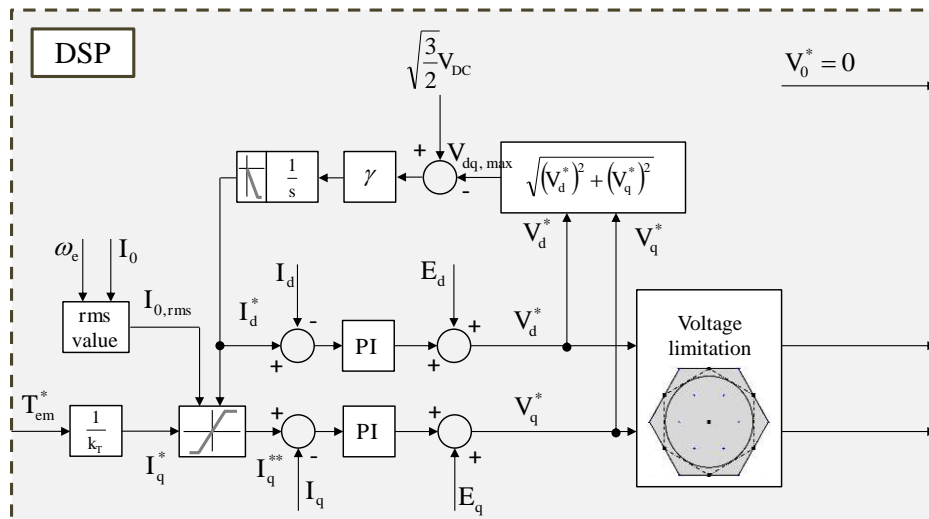 DSP
√(3/2) V_DC
V_0^* = 0
+
V_dq, max
-
1/s
γ
√((V_d^*)^2 + (V_q^*)^2)
V_d^*
V_q^*
ω_e
I_0
I_d
E_d
rms
value
I_0,rms
I_d^*
-
+
PI
+
+
V_d^*
Voltage
limitation
T_em^*
1/k_T
I_q^*
+
I_q^**
-
I_q
PI
+
+
E_q
V_q^*